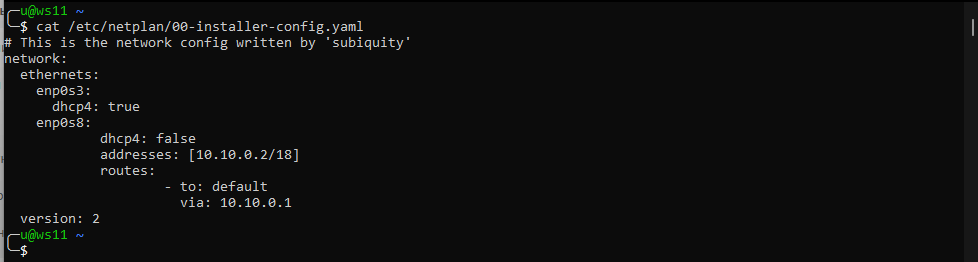 u@ws11 ~
$ cat /etc/netplan/00-installer-config.yaml
# This is the network config written by 'subiquity'
network:
  ethernets:
    enp0s3:
      dhcp4: true
    enp0s8:
            dhcp4: false
            addresses: [10.10.0.2/18]
            routes:
                    - to: default
                      via: 10.10.0.1
  version: 2
u@ws11 ~
$